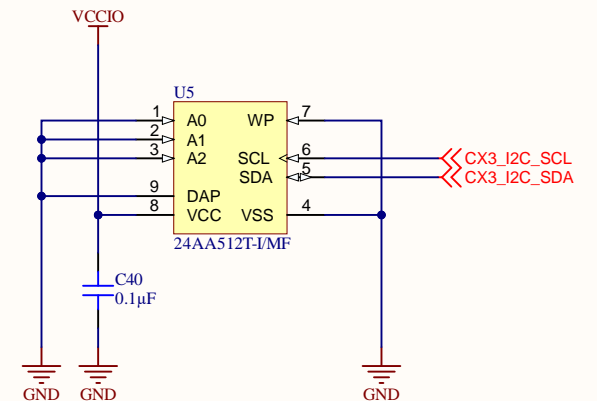 VCCIO
U5
1 A0 WP 7
2 A1
3 A2 SCL 6 CX3_I2C_SCL
SDA 5 CX3_I2C_SDA
9 DAP
8 VCC VSS 4
24AA512T-I/MF
C40
0.1µF
GND GND GND